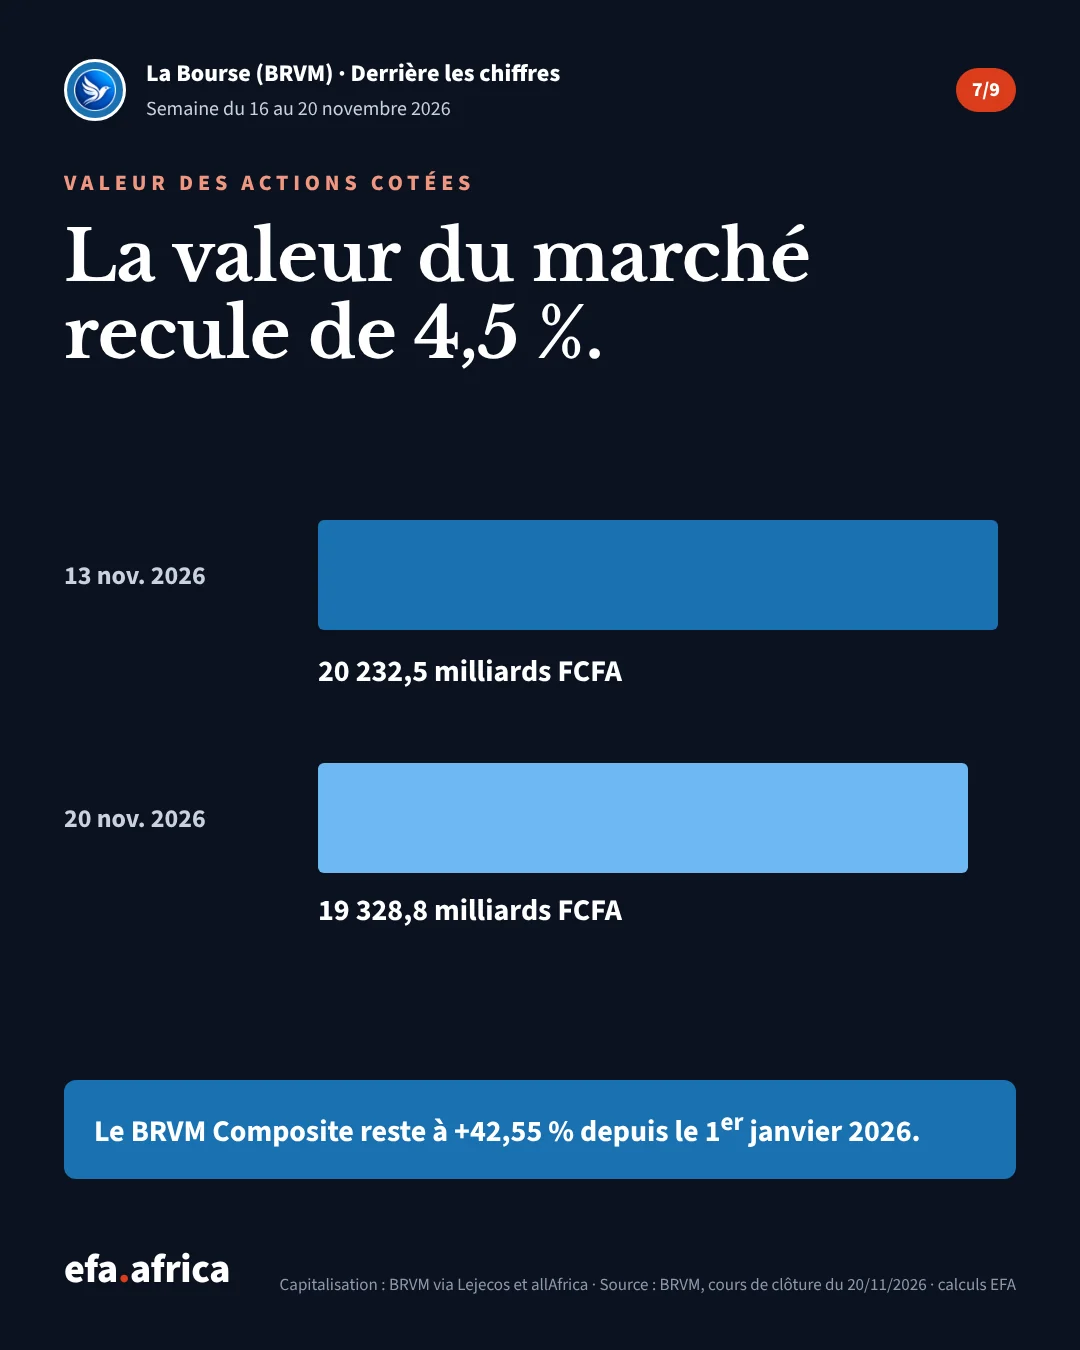 La Bourse (BRVM) · Derrière les chiffres
Semaine du 16 au 20 novembre 2026
7/9
VALEUR DES ACTIONS COTÉES
La valeur du marché
recule de 4,5 %.
13 nov. 2026
20 232,5 milliards FCFA
20 nov. 2026
19 328,8 milliards FCFA
Le BRVM Composite reste à +42,55 % depuis le 1er janvier 2026.
efa.africa
Capitalisation : BRVM via Lejecos et allAfrica · Source : BRVM, cours de clôture du 20/11/2026 · calculs EFA